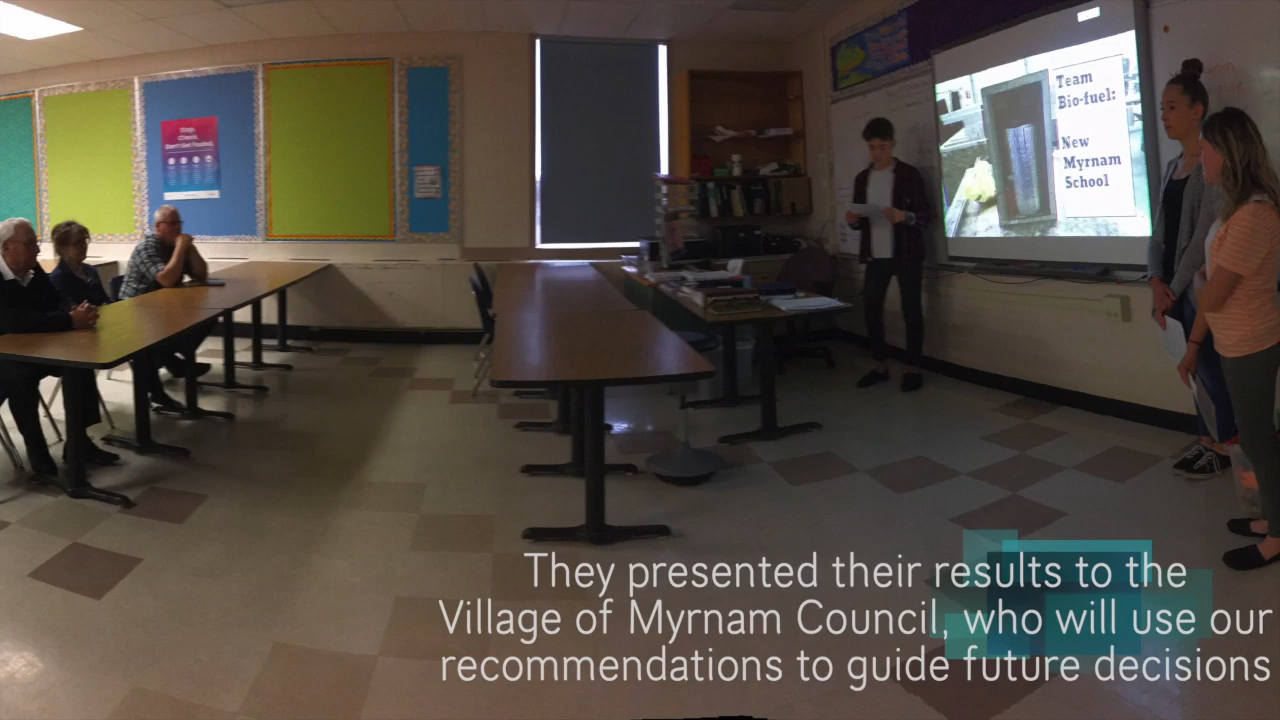 Team
Bio-fuel:
New
Myrnam
School
They presented their results to the
Village of Myrnam Council, who will use our
recommendations to guide future decisions